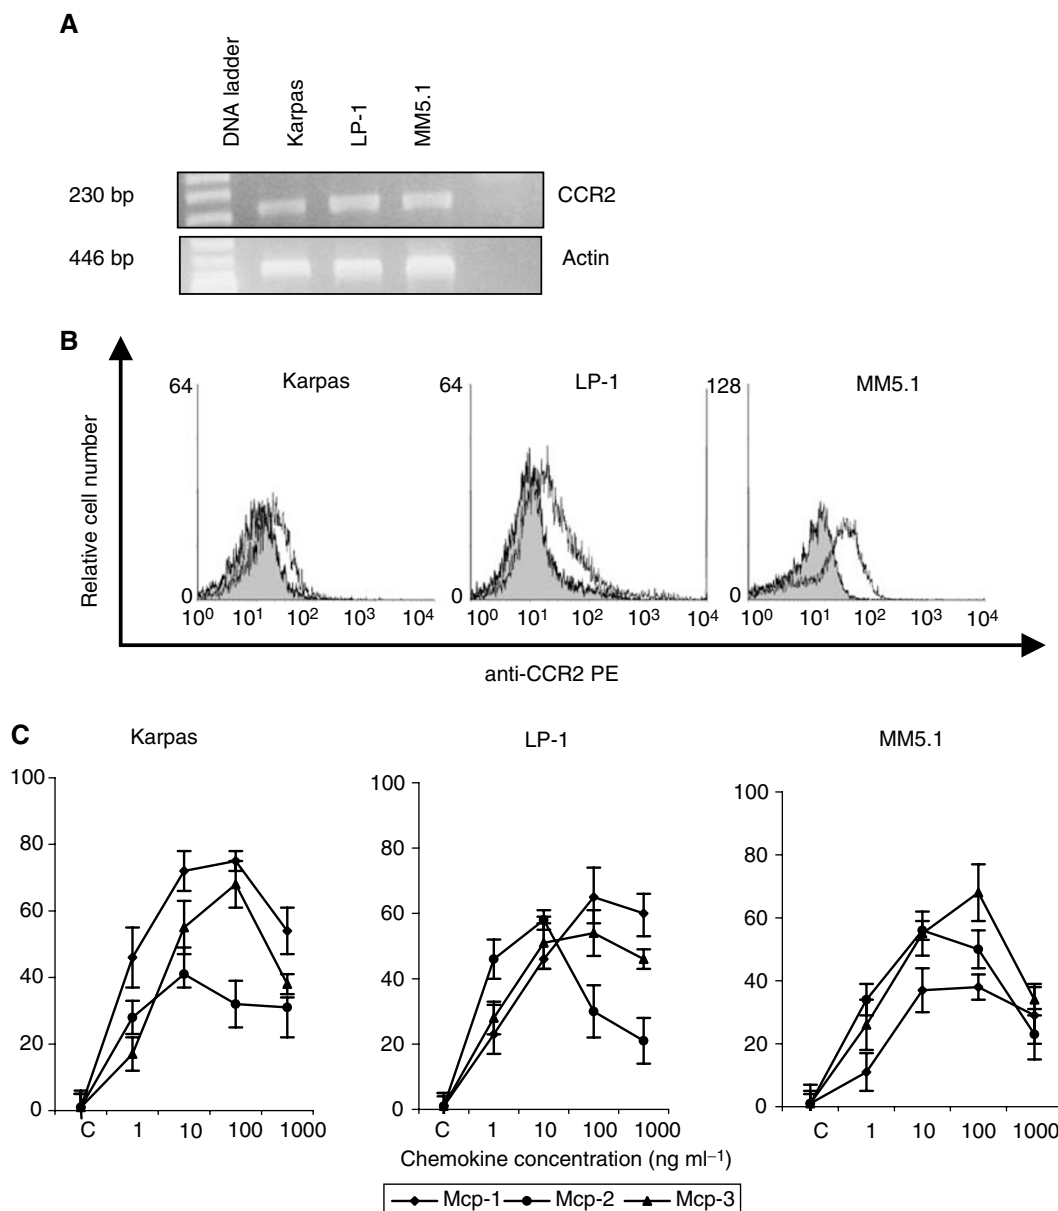 A
DNA ladder
Karpas
LP-1
MM5.1
230 bp
CCR2
446 bp
Actin
B
Relative cell number
Karpas
64
0
10⁰ 10¹ 10² 10³ 10⁴
LP-1
64
0
10⁰ 10¹ 10² 10³ 10⁴
MM5.1
128
0
10⁰ 10¹ 10² 10³ 10⁴
anti-CCR2 PE
C
Karpas
100
80
60
40
20
0
C 1 10 100 1000
LP-1
100
80
60
40
20
0
C 1 10 100 1000
MM5.1
100
80
60
40
20
0
C 1 10 100 1000
Chemokine concentration (ng ml⁻¹)
Mcp-1 Mcp-2 Mcp-3